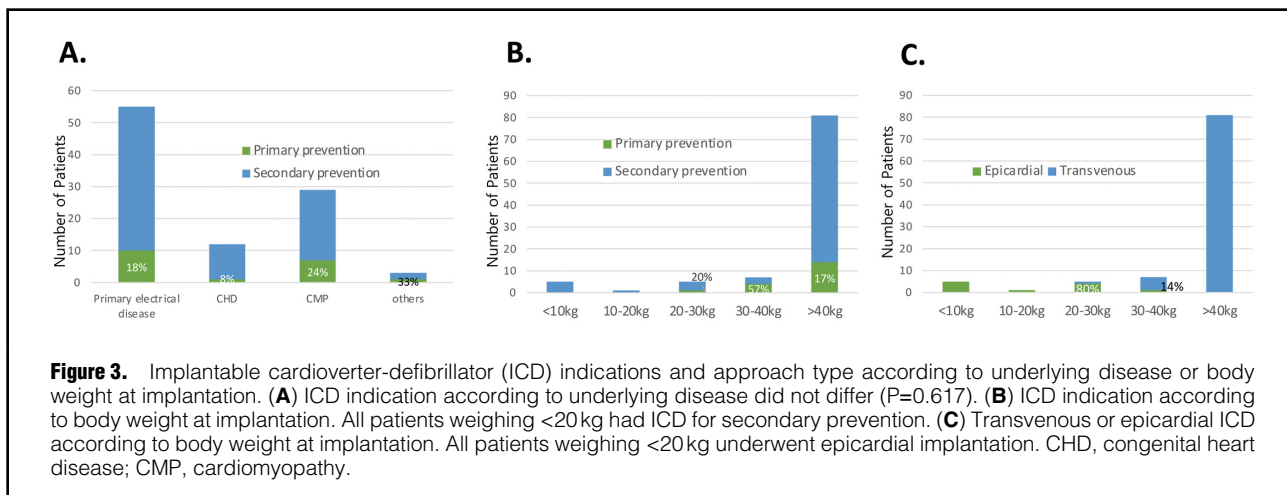 A.
60
50
40
30
20
10
0
Number of Patients
Primary prevention
Secondary prevention
18%
8%
24%
33%
Primary electrical disease
CHD
CMP
others
B.
90
80
70
60
50
40
30
20
10
0
Number of Patients
Primary prevention
Secondary prevention
20%
57%
17%
<10kg
10-20kg
20-30kg
30-40kg
>40kg
C.
90
80
70
60
50
40
30
20
10
0
Number of Patients
Epicardial
Transvenous
80%
14%
<10kg
10-20kg
20-30kg
30-40kg
>40kg
Figure 3. Implantable cardioverter-defibrillator (ICD) indications and approach type according to underlying disease or body
weight at implantation. (A) ICD indication according to underlying disease did not differ (P=0.617). (B) ICD indication according
to body weight at implantation. All patients weighing <20 kg had ICD for secondary prevention. (C) Transvenous or epicardial ICD
according to body weight at implantation. All patients weighing <20 kg underwent epicardial implantation. CHD, congenital heart
disease; CMP, cardiomyopathy.